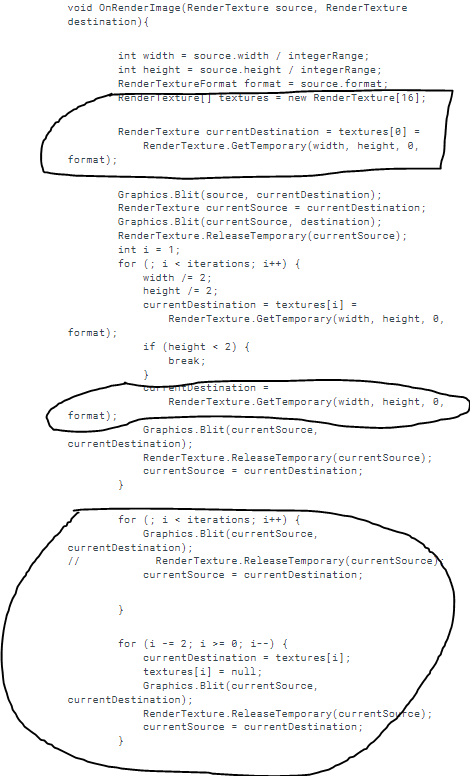 void OnRenderImage(RenderTexture source, RenderTexture
destination){
int width = source.width / integerRange;
int height = source.height / integerRange;
RenderTextureFormat format = source.format;
RenderTexture[] textures = new RenderTexture[16];
RenderTexture currentDestination = textures[0] =
RenderTexture.GetTemporary(width, height, 0,
format);
Graphics.Blit(source, currentDestination);
RenderTexture currentSource = currentDestination;
Graphics.Blit(currentSource, destination);
RenderTexture.ReleaseTemporary(currentSource);
int i = 1;
for (; i < iterations; i++) {
width /= 2;
height /= 2;
currentDestination = textures[i] =
RenderTexture.GetTemporary(width, height, 0,
format);
if (height < 2) {
break;
}
currentDestination =
RenderTexture.GetTemporary(width, height, 0,
format);
Graphics.Blit(currentSource,
currentDestination);
RenderTexture.ReleaseTemporary(currentSource);
currentSource = currentDestination;
}
for (; i < iterations; i++) {
Graphics.Blit(currentSource,
currentDestination);
// RenderTexture.ReleaseTemporary(currentSource);
currentSource = currentDestination;
}
for (i -= 2; i >= 0; i--) {
currentDestination = textures[i];
textures[i] = null;
Graphics.Blit(currentSource,
currentDestination);
RenderTexture.ReleaseTemporary(currentSource);
currentSource = currentDestination;
}